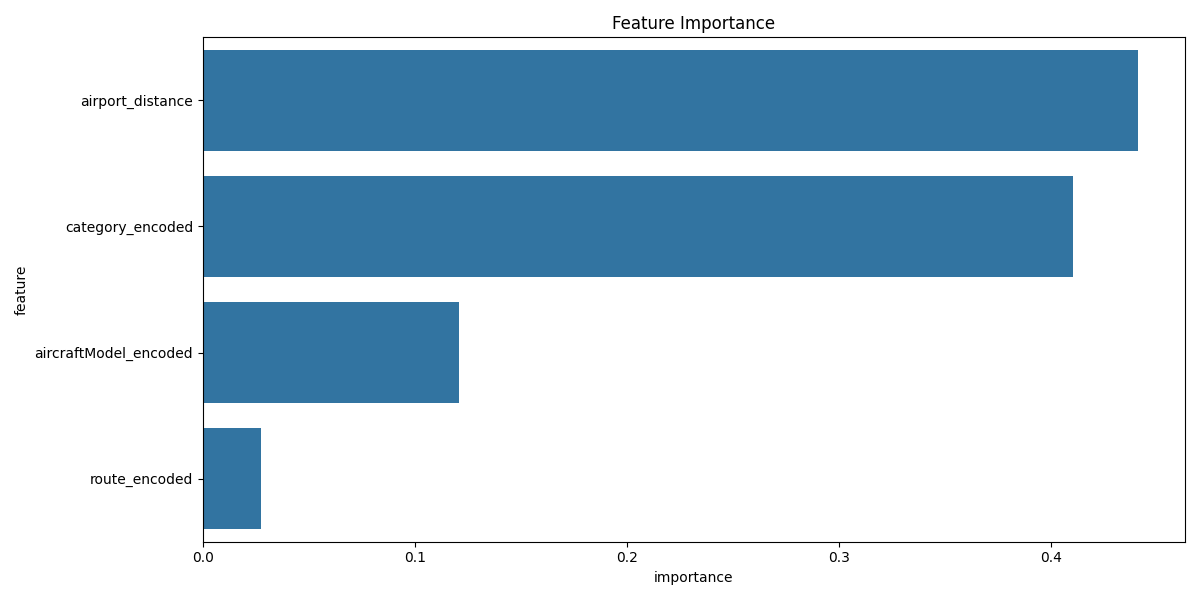 Feature Importance
airport_distance
category_encoded
aircraftModel_encoded
route_encoded
feature
0.0 0.1 0.2 0.3 0.4
importance